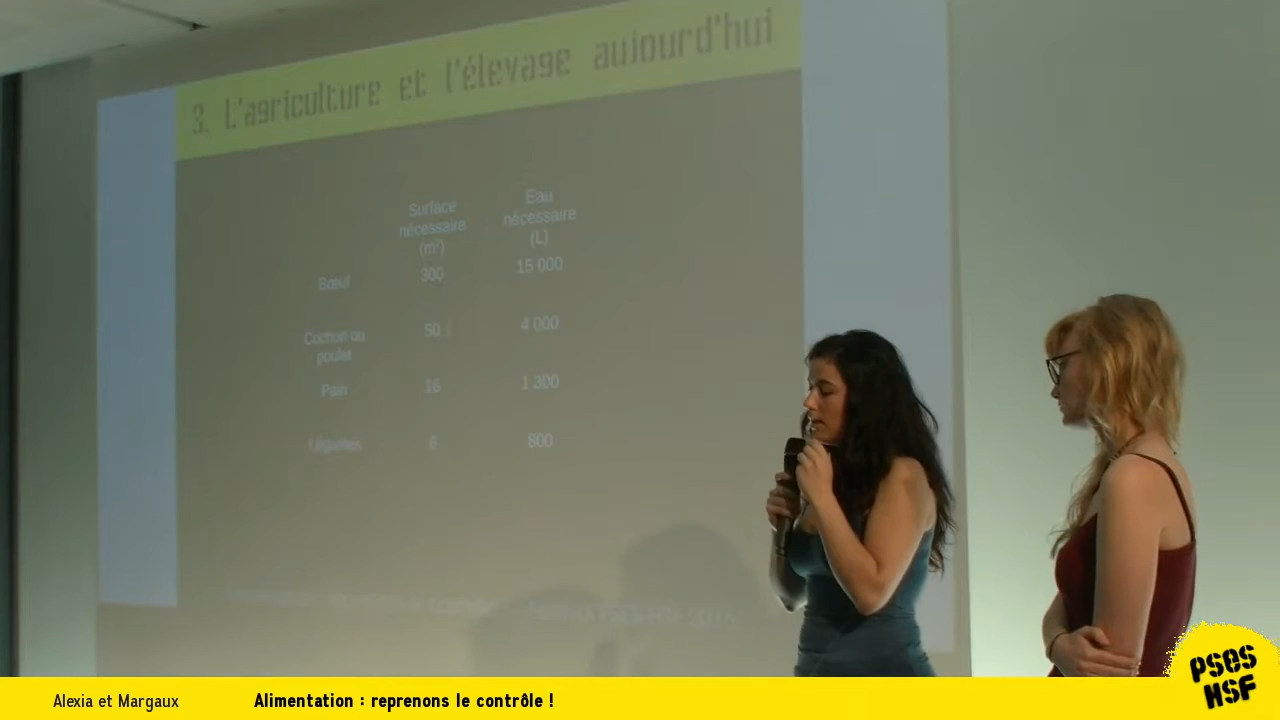 3. L'agriculture et l'élevage aujourd'hui
Surface nécessaire (m²)
Eau nécessaire (L)
Bœuf 300 15 000
Cochon ou poulet 50 4 000
Pain 16 1 300
Légumes 6 800
Alexia et Margaux
Alimentation : reprenons le contrôle !
PSES
HSF